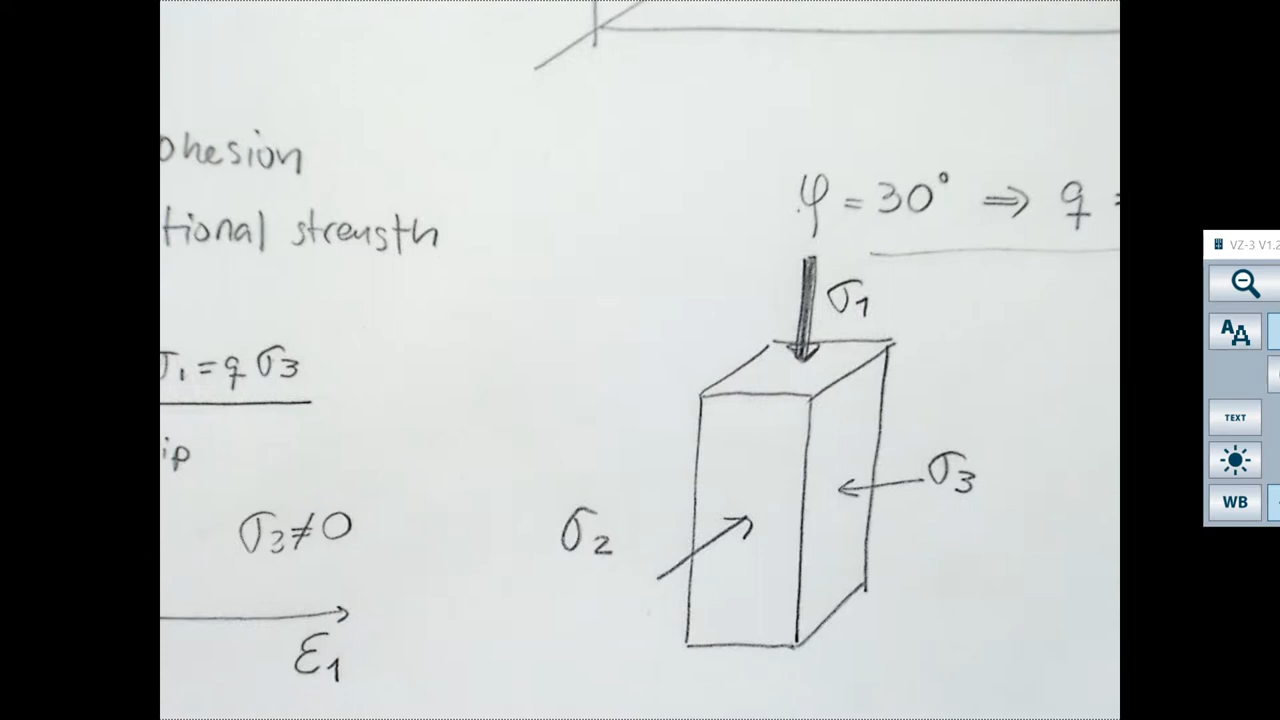 ohesion
φ = 30° ⇒ q =
tional strength
σ1
σ1 = q σ3
ip
σ3
σ3 ≠ 0
σ2
ε1
VZ-3 V1.2
AA
TEXT
WB